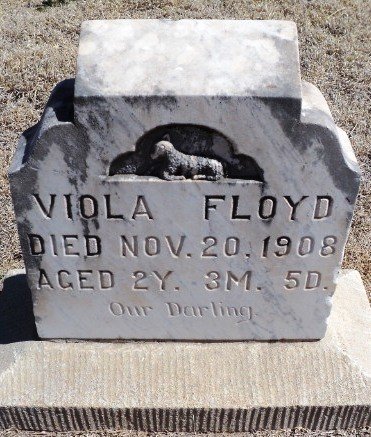 VIOLA FLOYD
DIED NOV. 20, 1908
AGED 2Y. 3M. 5D.
Our Darling.